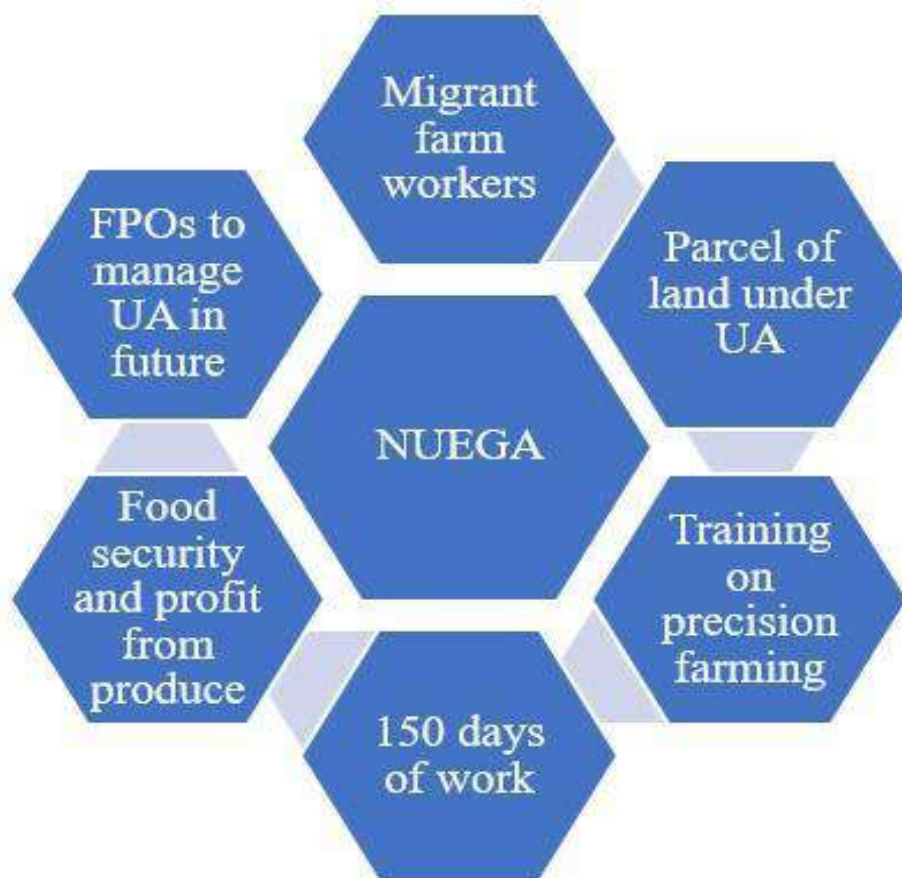 Migrant
farm
workers
Parcel of
land under
UA
Training
on
precision
farming
150 days
of work
Food
security
and profit
from
produce
FPOs to
manage
UA in
future
NUEGA